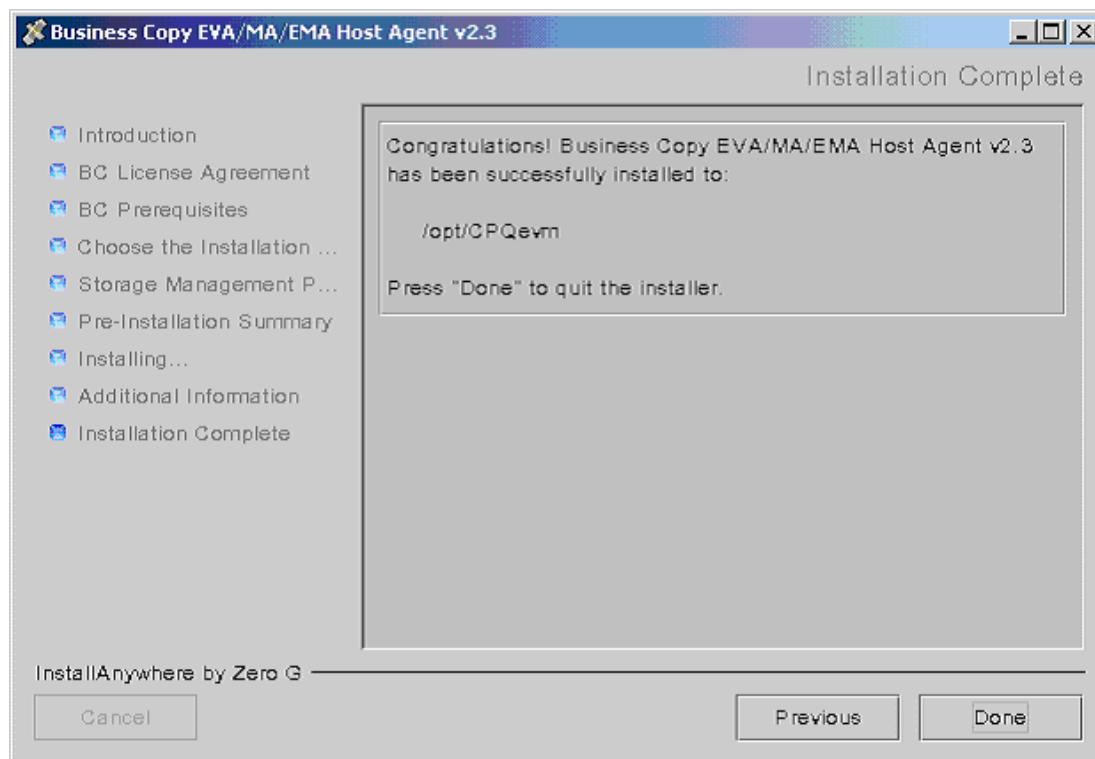 Business Copy EVA/MA/EMA Host Agent v2.3
Installation Complete
Introduction
BC License Agreement
BC Prerequisites
Choose the Installation ...
Storage Management P...
Pre-Installation Summary
Installing...
Additional Information
Installation Complete
Congratulations! Business Copy EVA/MA/EMA Host Agent v2.3
has been successfully installed to:
/opt/CPQevm
Press "Done" to quit the installer.
InstallAnywhere by Zero G
Cancel
Previous
Done